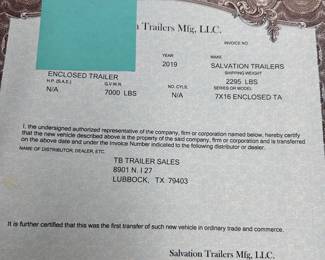 n Trailers Mfg, LLC.
INVOICE NO.
YEAR MAKE
2019 SALVATION TRAILERS
SHIPPING WEIGHT
ENCLOSED TRAILER 2295 LBS
H.P. (S.A.E.) G.V.W.R. NO. CYLS. SERIES OR MODEL
N/A 7000 LBS N/A 7X16 ENCLOSED TA
I, the undersigned authorized representative of the company, firm or corporation named below, hereby certify
that the new vehicle described above is the property of the said company, firm or corporation and is transferred
on the above date and under the Invoice Number indicated to the following distributor or dealer.
NAME OF DISTRIBUTOR, DEALER, ETC.
TB TRAILER SALES
8901 N. I 27
LUBBOCK, TX 79403
It is further certified that this was the first transfer of such new vehicle in ordinary trade and commerce.
Salvation Trailers Mfg, LLC.